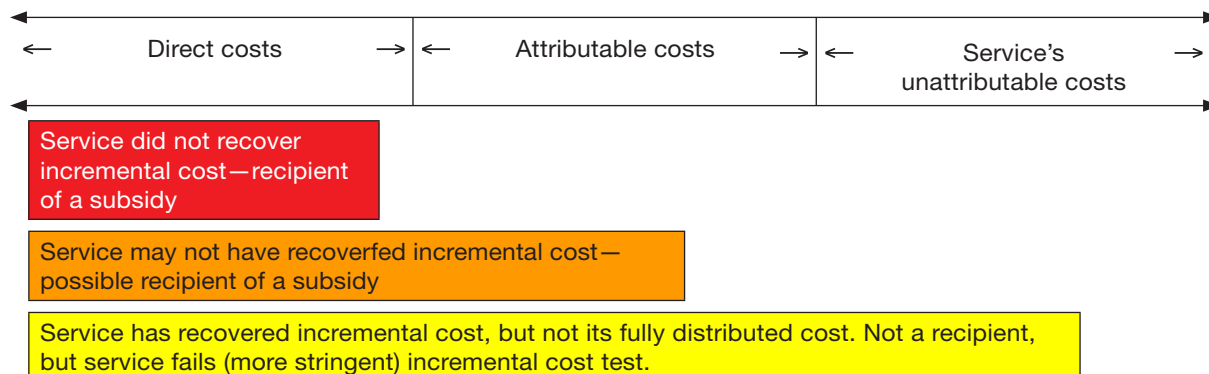 Direct costs
Attributable costs
Service's
unattributable costs
Service did not recover
incremental cost—recipient
of a subsidy
Service may not have recoverfed incremental cost—
possible recipient of a subsidy
Service has recovered incremental cost, but not its fully distributed cost. Not a recipient,
but service fails (more stringent) incremental cost test.